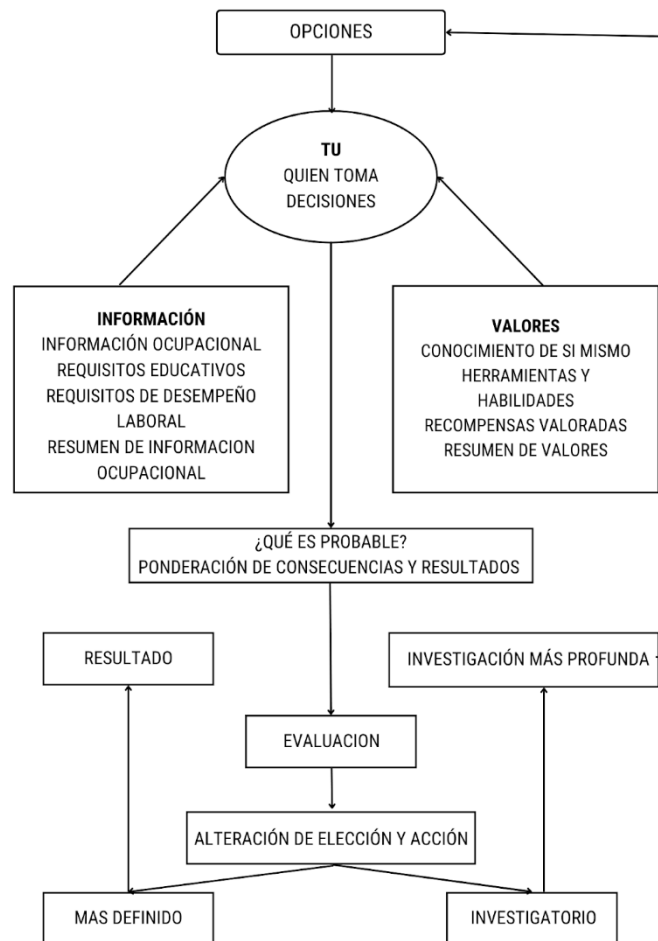 OPCIONES
TU
QUIEN TOMA
DECISIONES
INFORMACIÓN
INFORMACIÓN OCUPACIONAL
REQUISITOS EDUCATIVOS
REQUISITOS DE DESEMPEÑO
LABORAL
RESUMEN DE INFORMACION
OCUPACIONAL
VALORES
CONOCIMIENTO DE SI MISMO
HERRAMIENTAS Y
HABILIDADES
RECOMPENSAS VALORADAS
RESUMEN DE VALORES
¿QUÉ ES PROBABLE?
PONDERACIÓN DE CONSECUENCIAS Y RESULTADOS
RESULTADO
INVESTIGACIÓN MÁS PROFUNDA
EVALUACION
ALTERACIÓN DE ELECCIÓN Y ACCIÓN
MAS DEFINIDO
INVESTIGATORIO